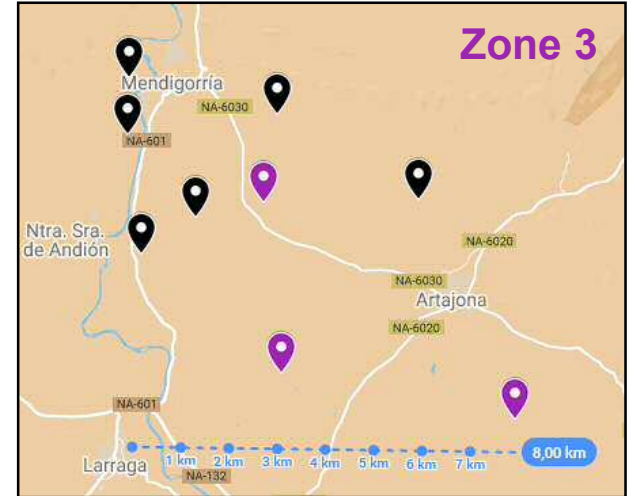 Zone 3
Mendigorría
NA-6030
NA-601
Ntra. Sra.
de Andión
NA-6020
NA-6030
Artajona
NA-6020
NA-601
8,00 km
1 km 2 km 3 km 4 km 5 km 6 km 7 km
Larraga
NA-132